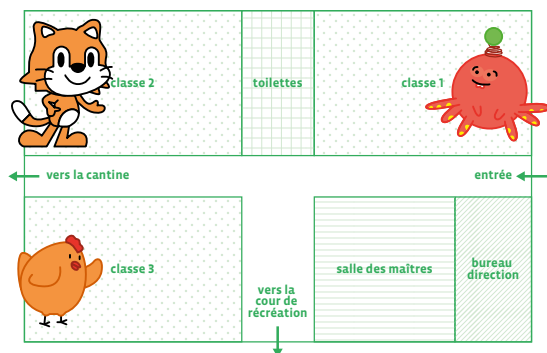 classe 2
toilettes
classe 1
vers la cantine
entrée
classe 3
vers la
cour de
récréation
salle des maîtres
bureau
direction